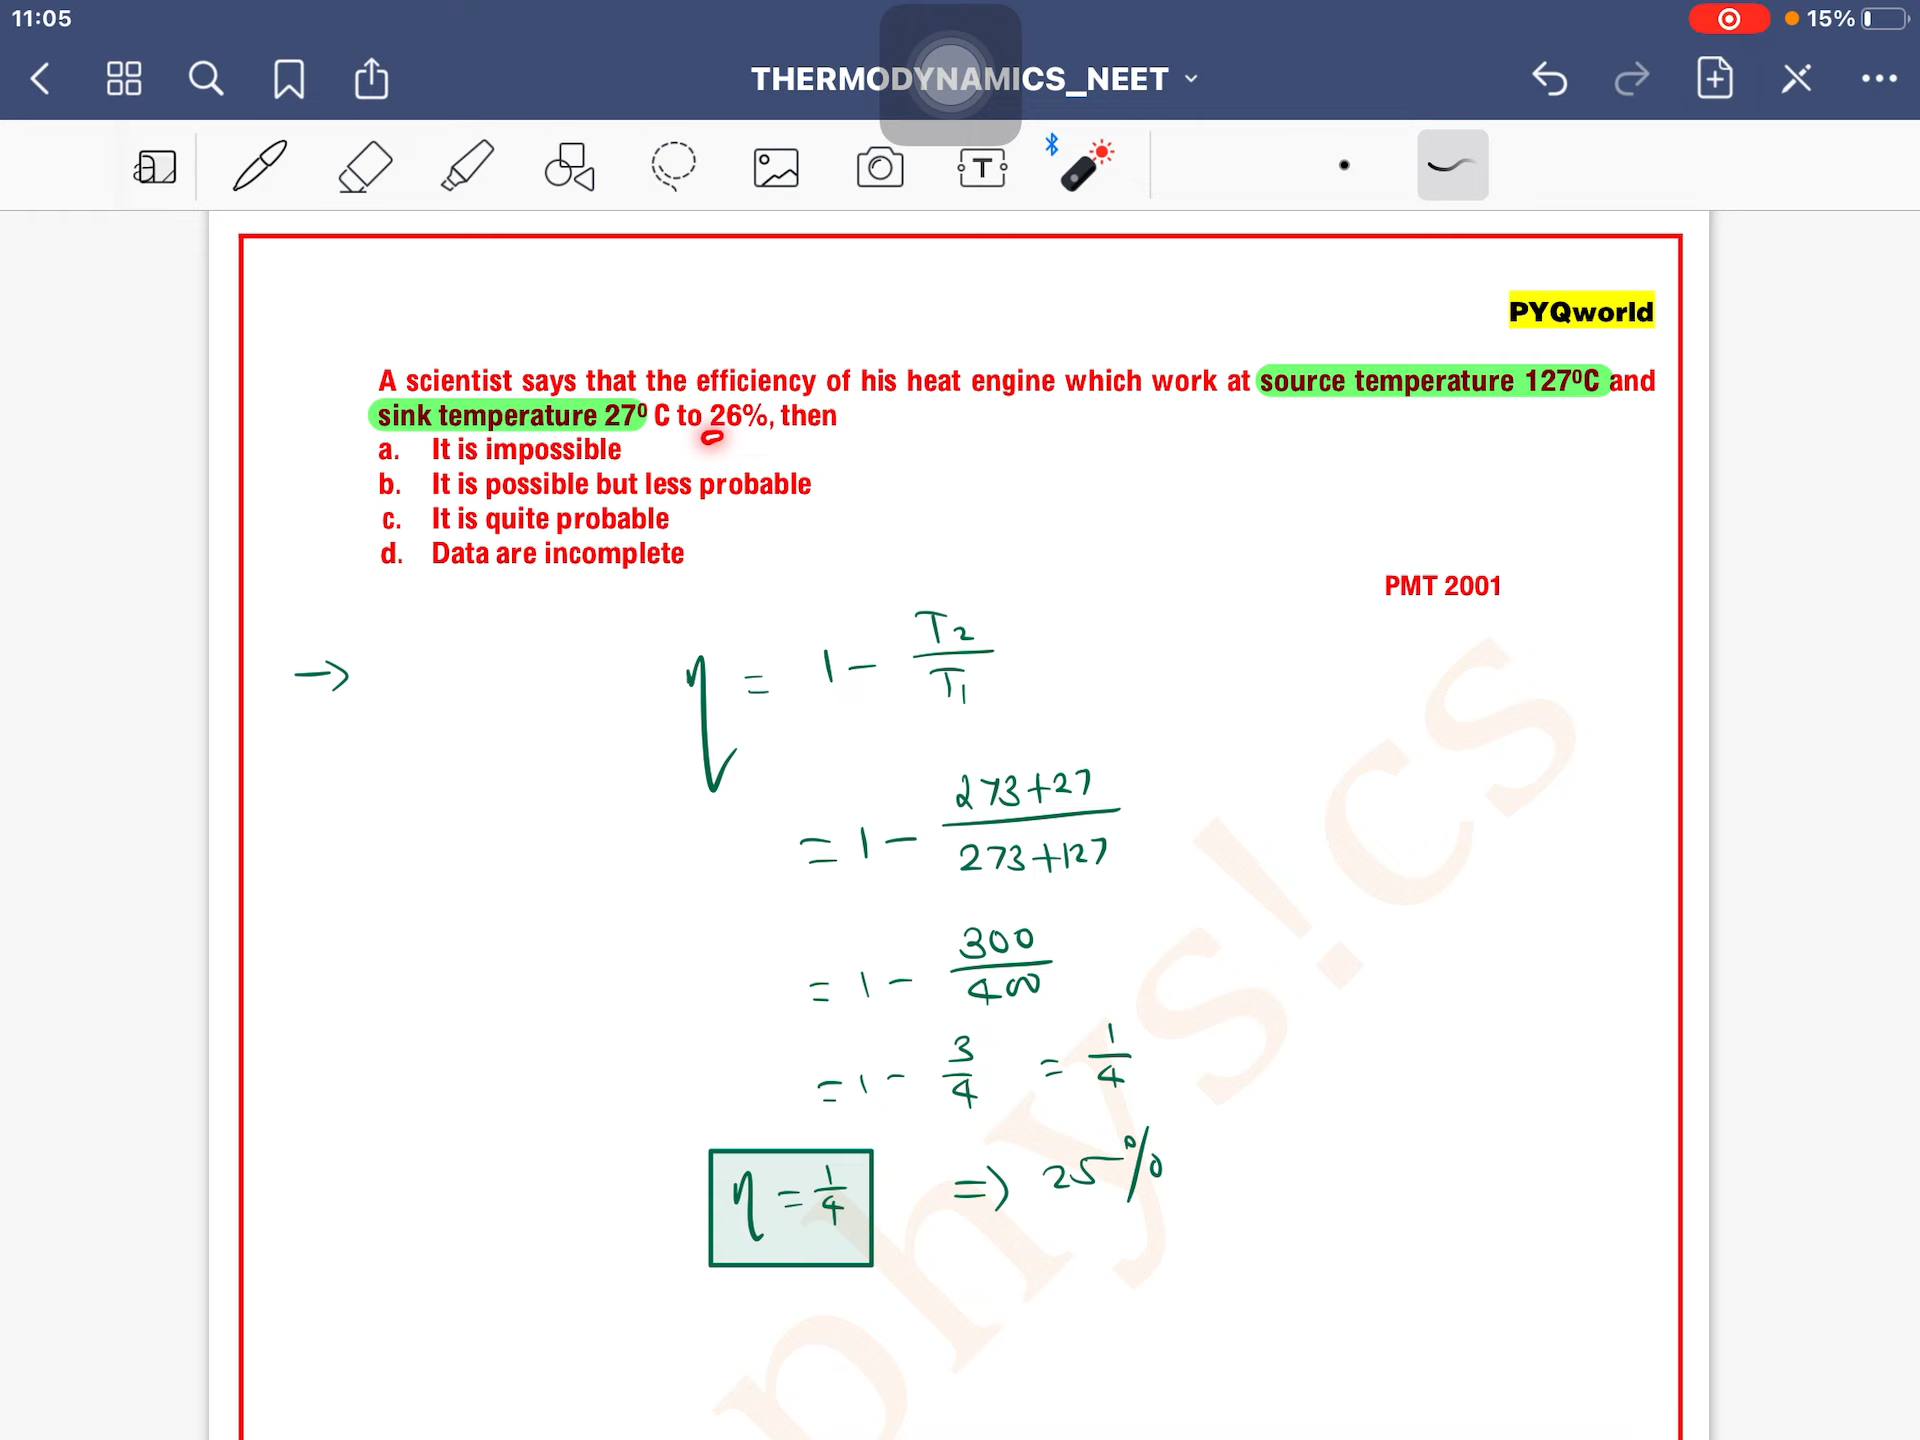 11:05
15%
THERMODYNAMICS_NEET
PYQworld
A scientist says that the efficiency of his heat engine which work at source temperature 127⁰C and
sink temperature 27⁰ C to 26%, then
a. It is impossible
b. It is possible but less probable
c. It is quite probable
d. Data are incomplete
PMT 2001
→ η = 1 - T₂/T₁
= 1 - 273+27/273+127
= 1 - 300/400
= 1 - 3/4 = 1/4
η = 1/4 => 25%
phys!cs